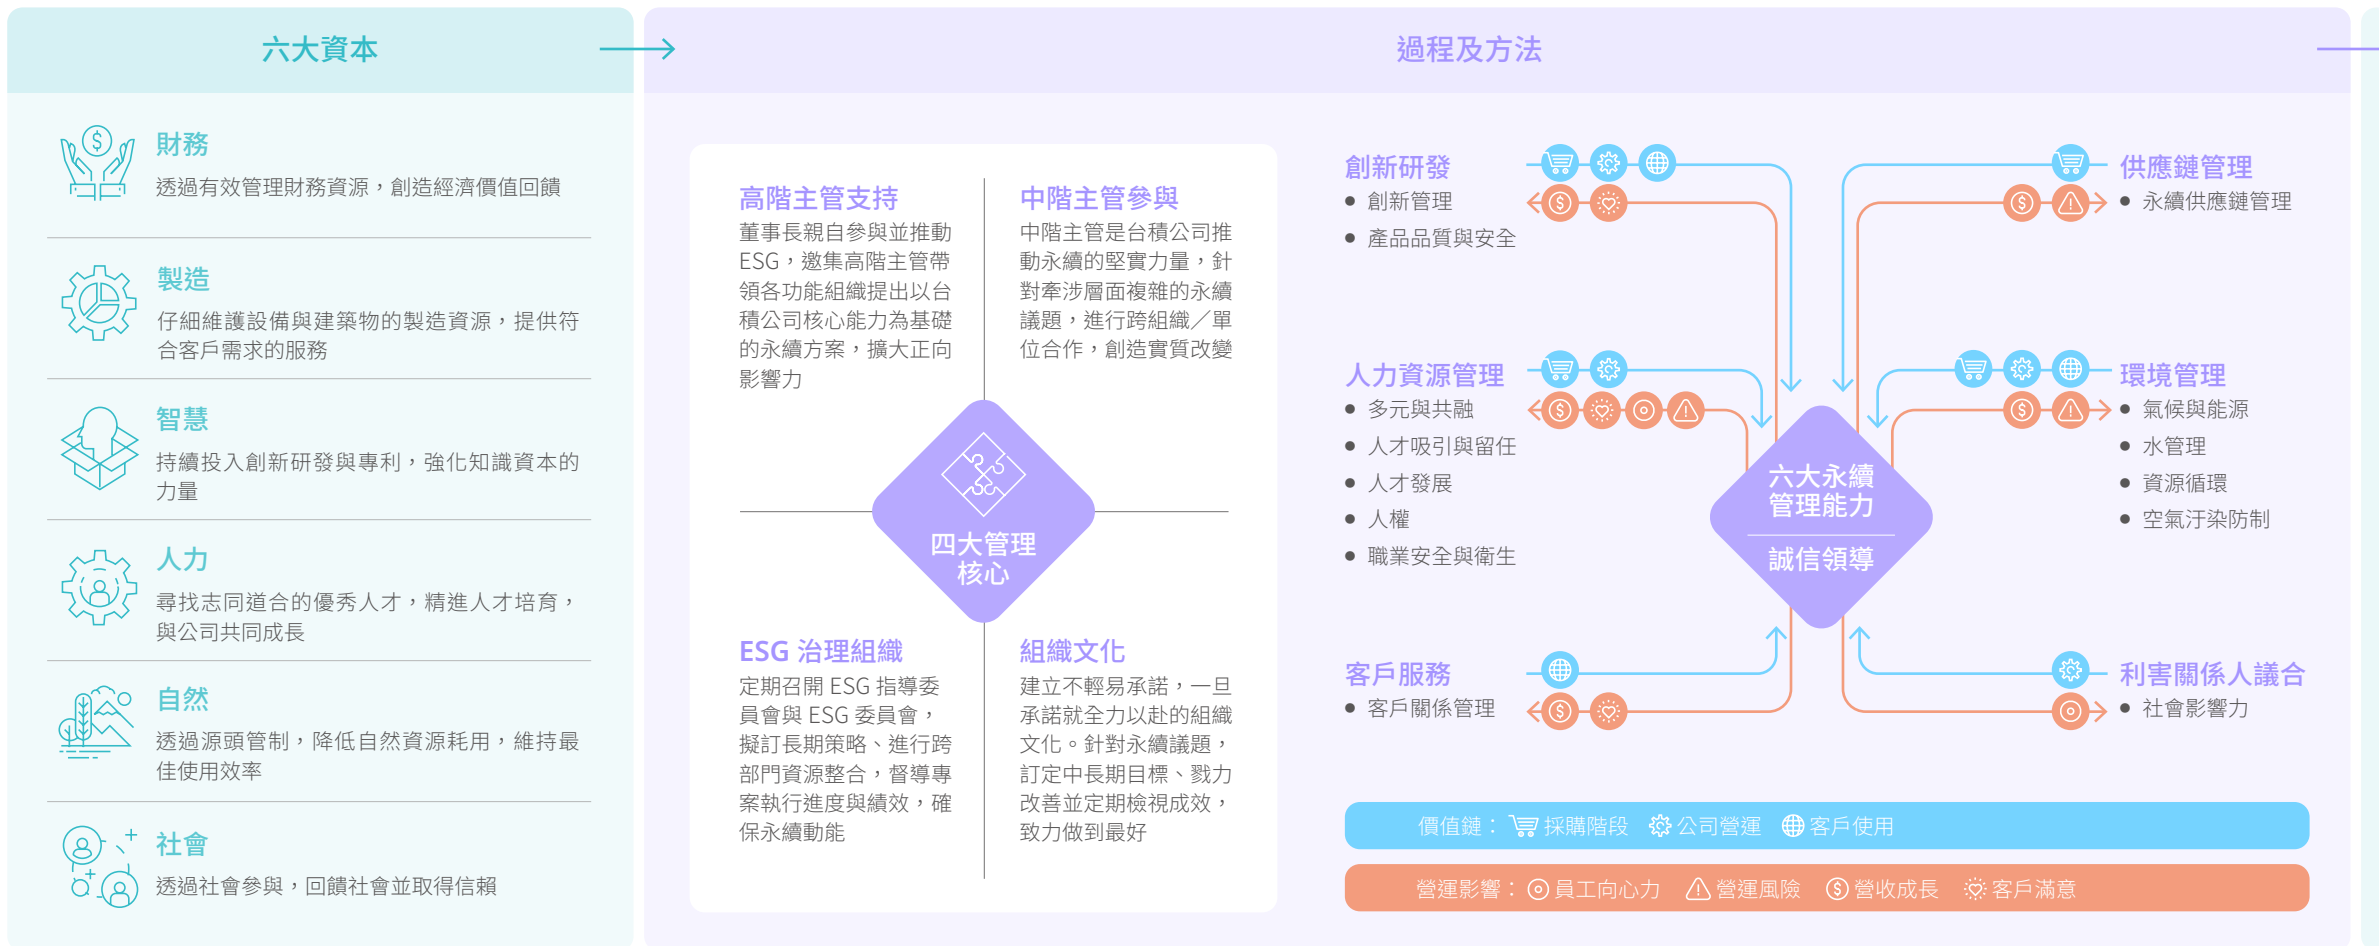 六大資本
財務
透過有效管理財務資源，創造經濟價值回饋
製造
仔細維護設備與建築物的製造資源，提供符
合客戶需求的服務
智慧
持續投入創新研發與專利，強化知識資本的
力量
人力
尋找志同道合的優秀人才，精進人才培育，
與公司共同成長
自然
透過源頭管制，降低自然資源耗用，維持最
佳使用效率
社會
透過社會參與，回饋社會並取得信賴
過程及方法
高階主管支持
董事長親自參與並推動
ESG，邀集高階主管帶
領各功能組織提出以台
積公司核心能力為基礎
的永續方案，擴大正向
影響力
中階主管參與
中階主管是台積公司推
動永續的堅實力量，針
對牽涉層面複雜的永續
議題，進行跨組織／單
位合作，創造實質改變
四大管理
核心
ESG 治理組織
定期召開 ESG 指導委
員會與 ESG 委員會，
擬訂長期策略、進行跨
部門資源整合，督導專
案執行進度與績效，確
保永續動能
組織文化
建立不輕易承諾，一旦
承諾就全力以赴的組織
文化。針對永續議題，
訂定中長期目標、戮力
改善並定期檢視成效，
致力做到最好
創新研發
• 創新管理
• 產品品質與安全
人力資源管理
• 多元與共融
• 人才吸引與留任
• 人才發展
• 人權
• 職業安全與衛生
客戶服務
• 客戶關係管理
六大永續
管理能力
誠信領導
供應鏈管理
• 永續供應鏈管理
環境管理
• 氣候與能源
• 水管理
• 資源循環
• 空氣汙染防制
利害關係人議合
• 社會影響力
價值鏈： 採購階段 公司營運 客戶使用
營運影響： 員工向心力 營運風險 營收成長 客戶滿意